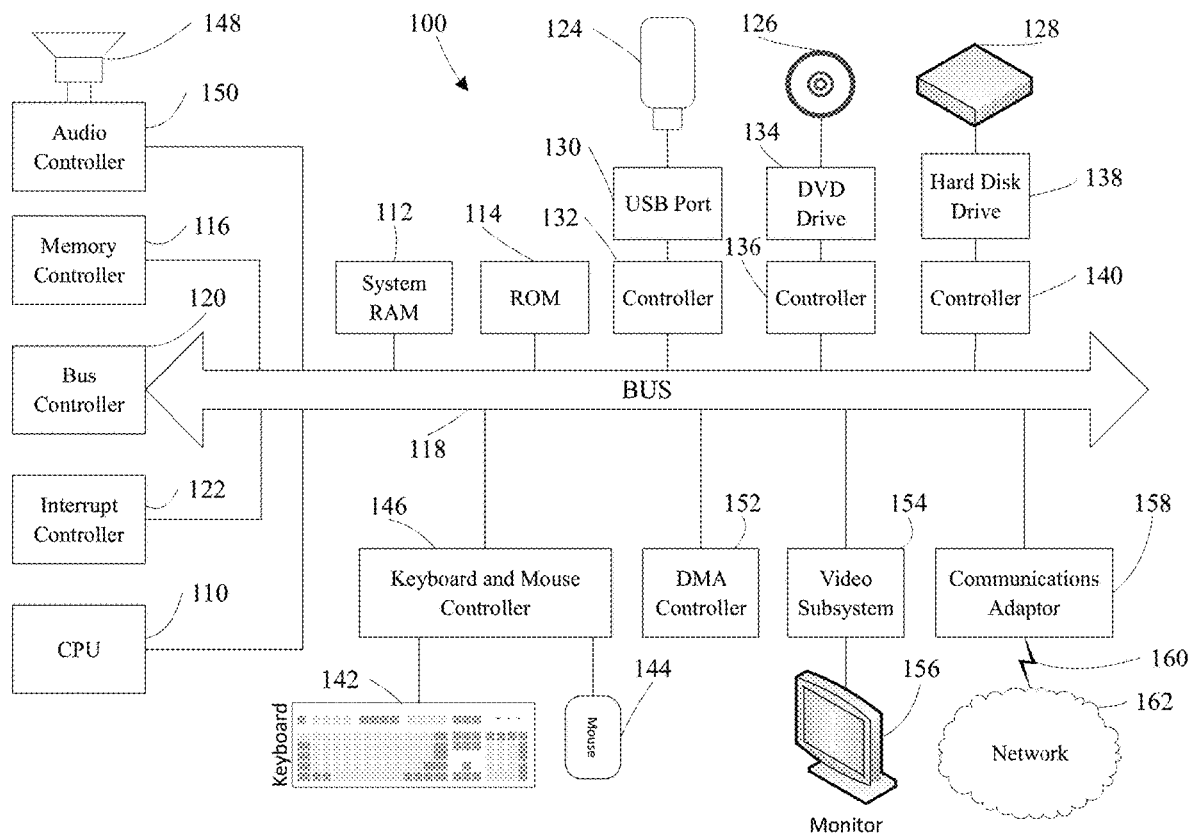 148
100
124
126
128
150
Audio
Controller
130
134
USB Port
DVD
Drive
Hard Disk
Drive
138
116
Memory
Controller
112
114
132
136
System
RAM
ROM
Controller
Controller
Controller
140
120
Bus
Controller
BUS
118
122
Interrupt
Controller
146
152
154
158
Keyboard and Mouse
Controller
DMA
Controller
Video
Subsystem
Communications
Adaptor
110
CPU
142
144
156
160
162
Keyboard
Mouse
Network
Monitor